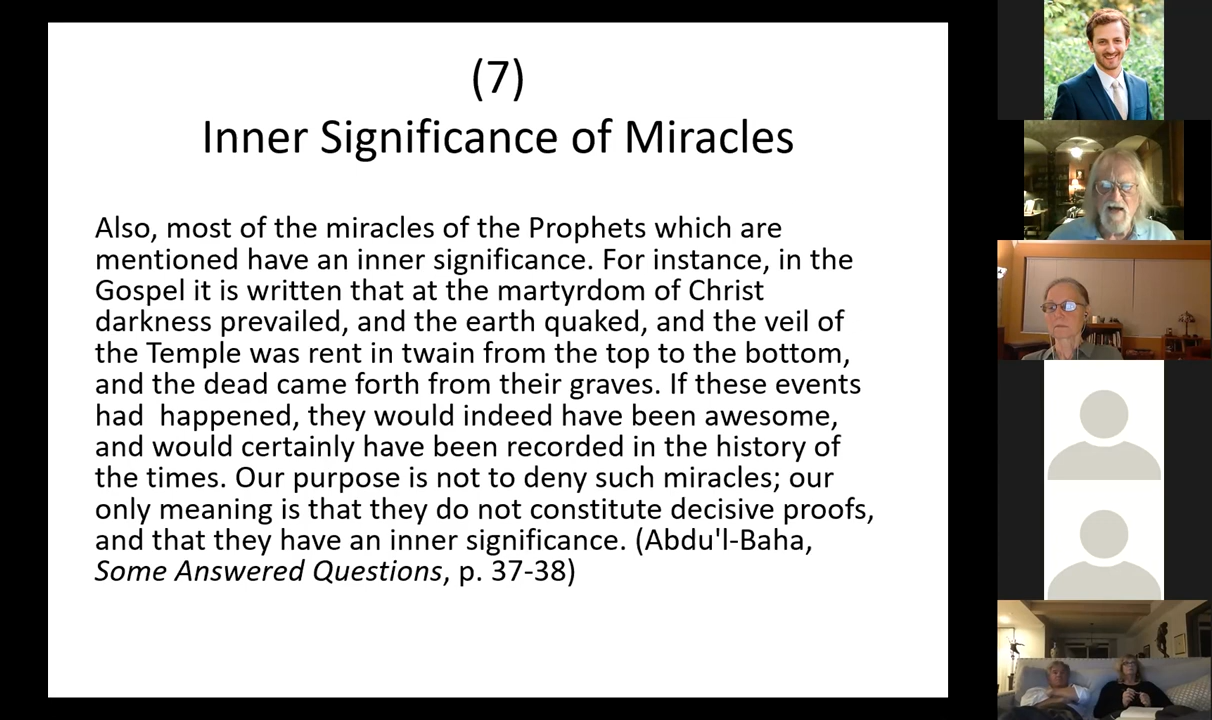 (7)
Inner Significance of Miracles
Also, most of the miracles of the Prophets which are
mentioned have an inner significance. For instance, in the
Gospel it is written that at the martyrdom of Christ
darkness prevailed, and the earth quaked, and the veil of
the Temple was rent in twain from the top to the bottom,
and the dead came forth from their graves. If these events
had  happened, they would indeed have been awesome,
and would certainly have been recorded in the history of
the times. Our purpose is not to deny such miracles; our
only meaning is that they do not constitute decisive proofs,
and that they have an inner significance. (Abdu'l-Baha,
Some Answered Questions, p. 37-38)